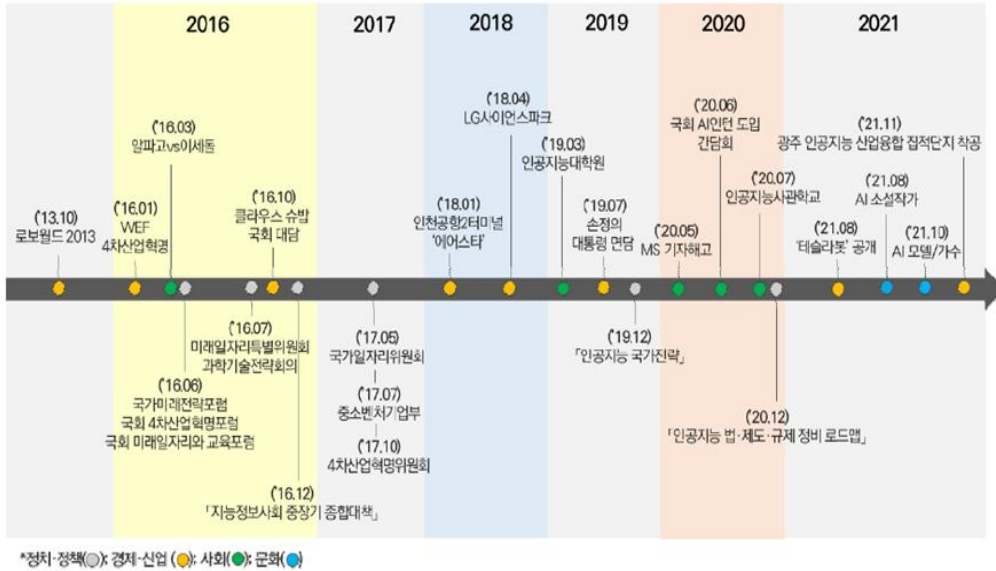 2016
2017
2018
2019
2020
2021
('13.10)
로보월드 2013
('16.01)
WEF
4차산업혁명
('16.03)
알파고vs이세돌
('16.10)
클라우스 슈밥
국회 대담
('18.01)
인천공항2터미널
'에어스타'
('18.04)
LG사이언스파크
('19.03)
인공지능대학원
('19.07)
손정의
대통령 면담
('20.05)
MS 기자해고
('20.06)
국회 AI인턴 도입
간담회
('20.07)
인공지능사관학교
('21.08)
'테슬라봇' 공개
('21.08)
AI 소설작가
('21.10)
AI 모델/가수
('21.11)
광주 인공지능 산업융합 집적단지 착공
('16.06)
국가미래전략포럼
국회 4차산업혁명포럼
국회 미래일자리와 교육포럼
('16.07)
미래일자리특별위원회
과학기술전략회의
('16.12)
「지능정보사회 중장기 종합대책」
('17.05)
국가일자리위원회
('17.07)
중소벤처기업부
('17.10)
4차산업혁명위원회
('19.12)
「인공지능 국가전략」
('20.12)
「인공지능 법·제도·규제 정비 로드맵」
*정치·정책( ); 경제·산업 ( ); 사회( ); 문화( )